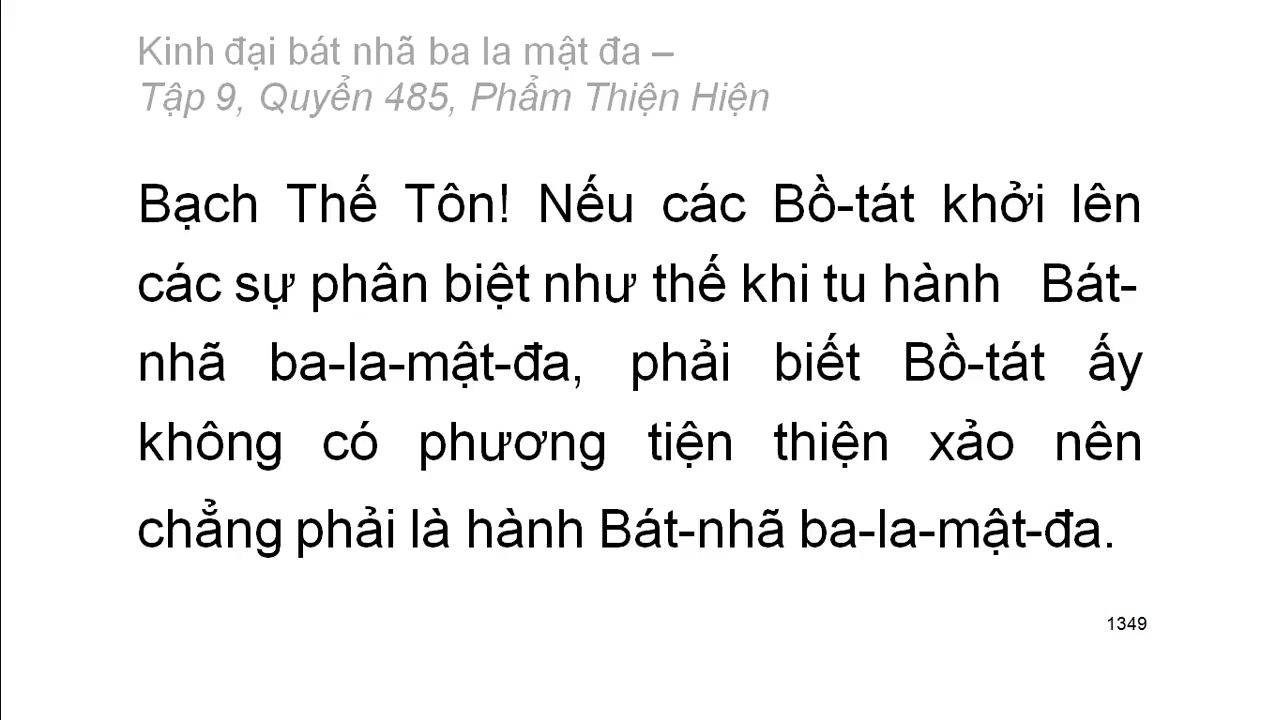 Kinh đại bát nhã ba la mật đa –
Tập 9, Quyển 485, Phẩm Thiện Hiện
Bạch Thế Tôn! Nếu các Bồ-tát khởi lên
các sự phân biệt như thế khi tu hành Bát-
nhã ba-la-mật-đa, phải biết Bồ-tát ấy
không có phương tiện thiện xảo nên
chẳng phải là hành Bát-nhã ba-la-mật-đa.
1349